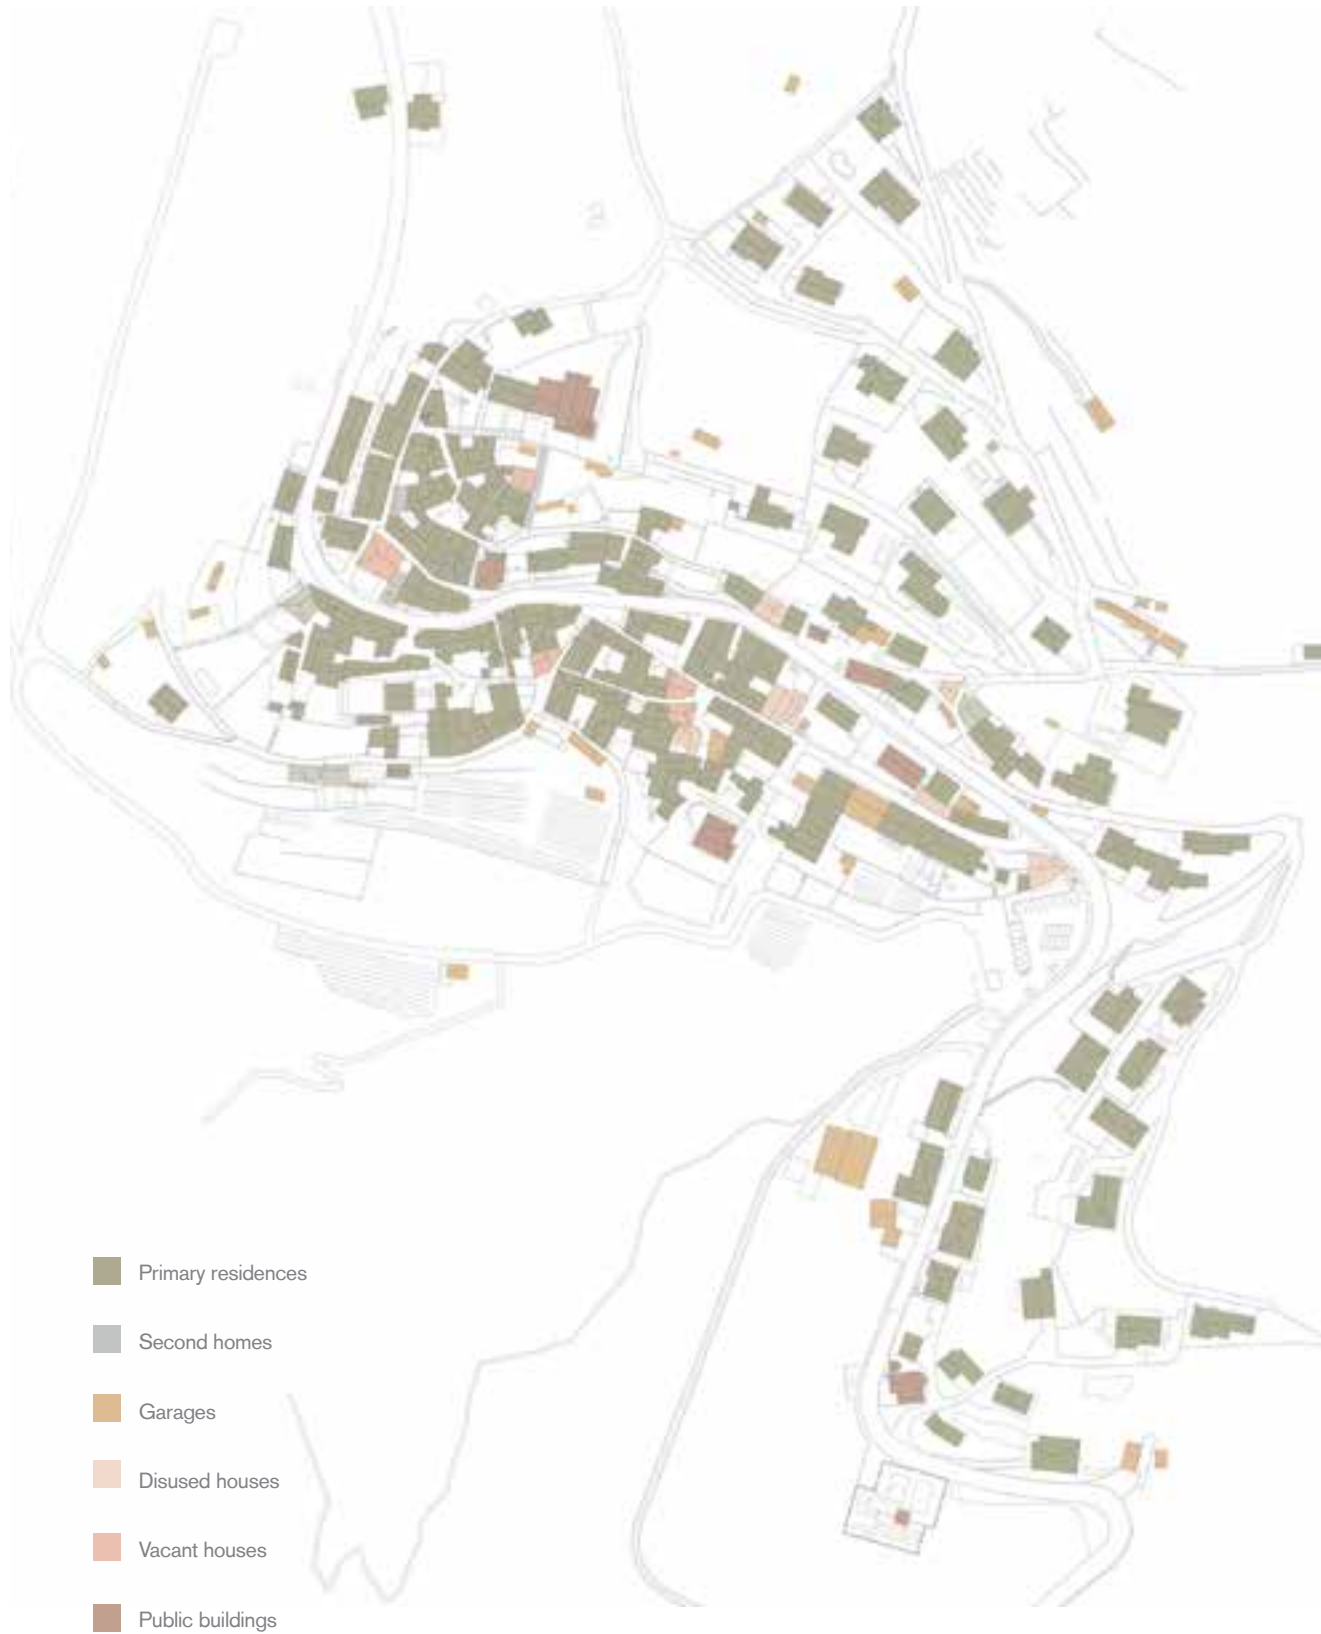 Primary residences
Second homes
Garages
Disused houses
Vacant houses
Public buildings